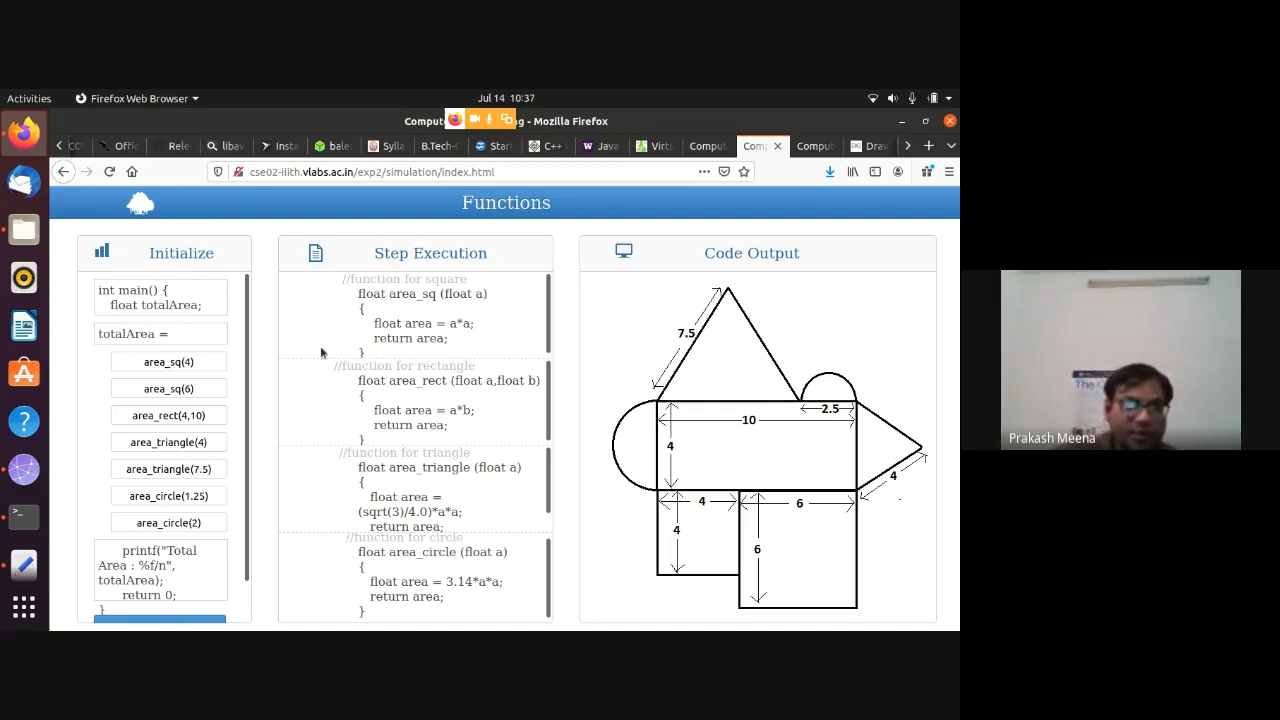 Activities
Firefox Web Browser
Jul 14 10:37
Comput
g - Mozilla Firefox
Offic
Rele
libav
Insta
bale
Sylla
B.Tech-C
Start
C++
Java
Virtu
Comput
Comp
Comput
Drav
cse02-iiith.vlabs.ac.in/exp2/simulation/index.html
Functions
Initialize
int main() {
float totalArea;
totalArea =
area_sq(4)
area_sq(6)
area_rect(4,10)
area_triangle(4)
area_triangle(7.5)
area_circle(1.25)
area_circle(2)
printf("Total
Area : %f/n",
totalArea);
return 0;
}
Step Execution
//function for square
float area_sq (float a)
{
float area = a*a;
return area;
}
//function for rectangle
float area_rect (float a,float b)
{
float area = a*b;
return area;
}
//function for triangle
float area_triangle (float a)
{
float area =
(sqrt(3)/4.0)*a*a;
return area;
//function for circle
float area_circle (float a)
{
float area = 3.14*a*a;
return area;
}
Code Output
7.5
2.5
10
4
4
4
6
4
6
Prakash Meena